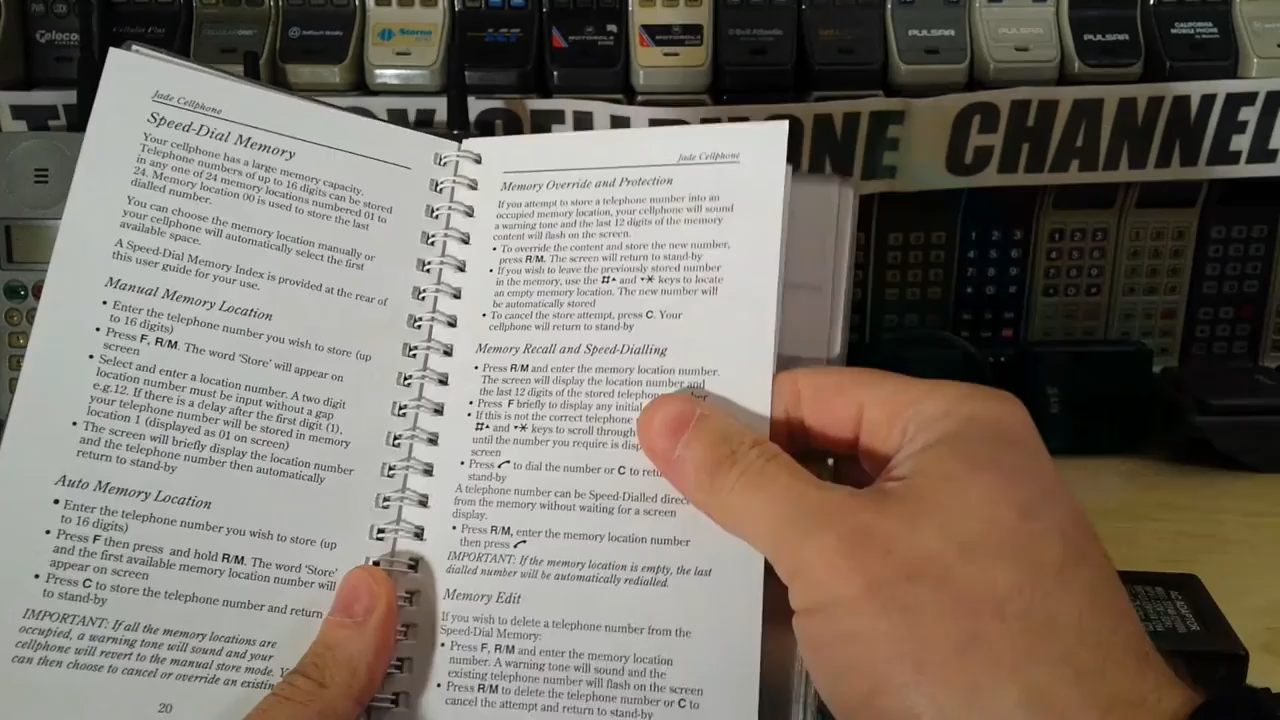 PWR LOCK
Telecom
Cellular Plus
CELLULARONE
BellSouth Mobility
Storno
MOTOROLA
MOTOROLA
Bell Atlantic
PULSAR
PULSAR
PULSAR
CALIFORNIA
MOBILE PHONE
CELLPHONE CHANNEL
Jade Cellphone
Speed-Dial Memory
Your cellphone has a large memory capacity.
Telephone numbers of up to 16 digits can be stored
in any one of 24 memory locations numbered 01 to
24. Memory location 00 is used to store the last
dialled number.
You can choose the memory location manually or
your cellphone will automatically select the first
available space.
A Speed-Dial Memory Index is provided at the rear of
this user guide for your use.
Manual Memory Location
• Enter the telephone number you wish to store (up
to 16 digits)
• Press F, R/M. The word 'Store' will appear on
screen
• Select and enter a location number. A two digit
location number must be input without a gap
e.g.12. If there is a delay after the first digit (1),
your telephone number will be stored in memory
location 1 (displayed as 01 on screen)
• The screen will briefly display the location number
and the telephone number then automatically
return to stand-by
Auto Memory Location
• Enter the telephone number you wish to store (up
to 16 digits)
• Press F then press and hold R/M. The word 'Store'
and the first available memory location number will
appear on screen
• Press C to store the telephone number and return
to stand-by
IMPORTANT: If all the memory locations are
occupied, a warning tone will sound and your
cellphone will revert to the manual store mode.
can then choose to cancel or override an existin
20
Jade Cellphone
Memory Override and Protection
If you attempt to store a telephone number into an
occupied memory location, your cellphone will sound
a warning tone and the last 12 digits of the memory
content will flash on the screen.
• To override the content and store the new number,
press R/M. The screen will return to stand-by
• If you wish to leave the previously stored number
in the memory, use the #▲ and ▼* keys to locate
an empty memory location. The new number will
be automatically stored
• To cancel the store attempt, press C. Your
cellphone will return to stand-by
Memory Recall and Speed-Dialling
• Press R/M and enter the memory location number.
The screen will display the location number and
the last 12 digits of the stored telephone number
• Press F briefly to display any initial
• If this is not the correct telephone
#▲ and ▼* keys to scroll through
until the number you require is disp
screen
• Press to dial the number or C to retu
stand-by
A telephone number can be Speed-Dialled direc
from the memory without waiting for a screen
display.
• Press R/M, enter the memory location number
then press
IMPORTANT: If the memory location is empty, the last
dialled number will be automatically redialled.
Memory Edit
If you wish to delete a telephone number from the
Speed-Dial Memory:
• Press F, R/M and enter the memory location
number. A warning tone will sound and the
existing telephone number will flash on the screen
• Press R/M to delete the telephone number or C to
cancel the attempt and return to stand-by